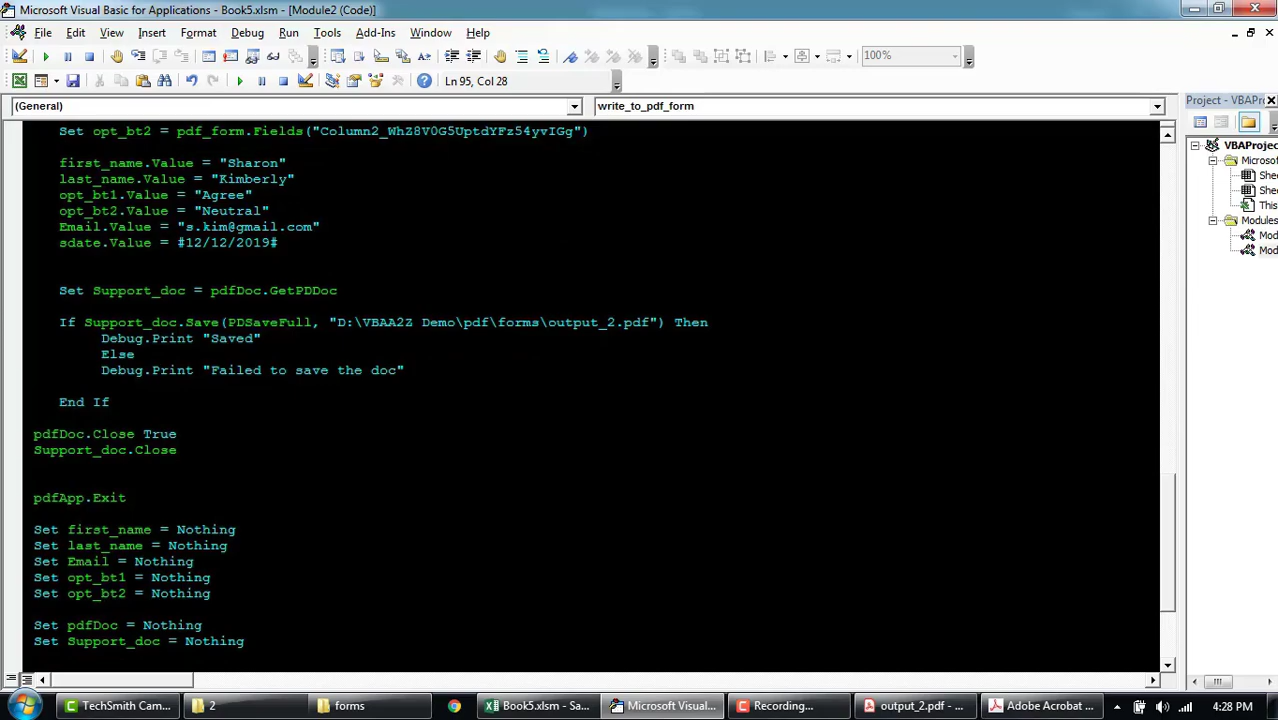 Microsoft Visual Basic for Applications - Book5.xlsm - [Module2 (Code)]
File Edit View Insert Format Debug Run Tools Add-Ins Window Help
100%
Ln 95, Col 28
(General) write_to_pdf_form
Project - VBAPr
Set opt_bt2 = pdf_form.Fields("Column2_WhZ8V0G5UptdYFz54yvIGg")
first_name.Value = "Sharon"
last_name.Value = "Kimberly"
opt_bt1.Value = "Agree"
opt_bt2.Value = "Neutral"
Email.Value = "s.kim@gmail.com"
sdate.Value = #12/12/2019#
Set Support_doc = pdfDoc.GetPDDoc
If Support_doc.Save(PDSaveFull, "D:\VBAA2Z Demo\pdf\forms\output_2.pdf") Then
Debug.Print "Saved"
Else
Debug.Print "Failed to save the doc"
End If
pdfDoc.Close True
Support_doc.Close
pdfApp.Exit
Set first_name = Nothing
Set last_name = Nothing
Set Email = Nothing
Set opt_bt1 = Nothing
Set opt_bt2 = Nothing
Set pdfDoc = Nothing
Set Support_doc = Nothing
VBAProject
Microsof
Shee
Shee
This
Modules
Mod
Mod
TechSmith Cam... 2 forms Book5.xlsm - Sa... Microsoft Visual... Recording... output_2.pdf - ... Adobe Acrobat ... 4:28 PM